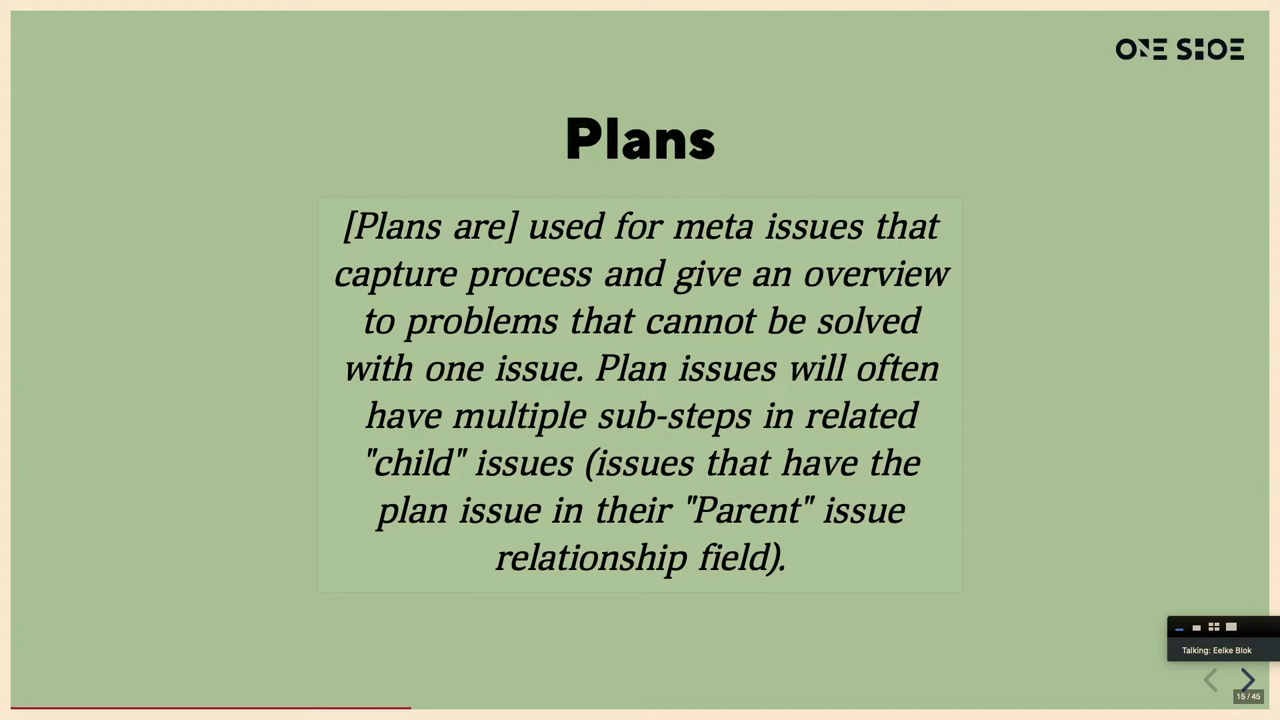 ONE SHOE
Plans
[Plans are] used for meta issues that
capture process and give an overview
to problems that cannot be solved
with one issue. Plan issues will often
have multiple sub-steps in related
"child" issues (issues that have the
plan issue in their "Parent" issue
relationship field).
Talking: Eelke Blok
15 / 45